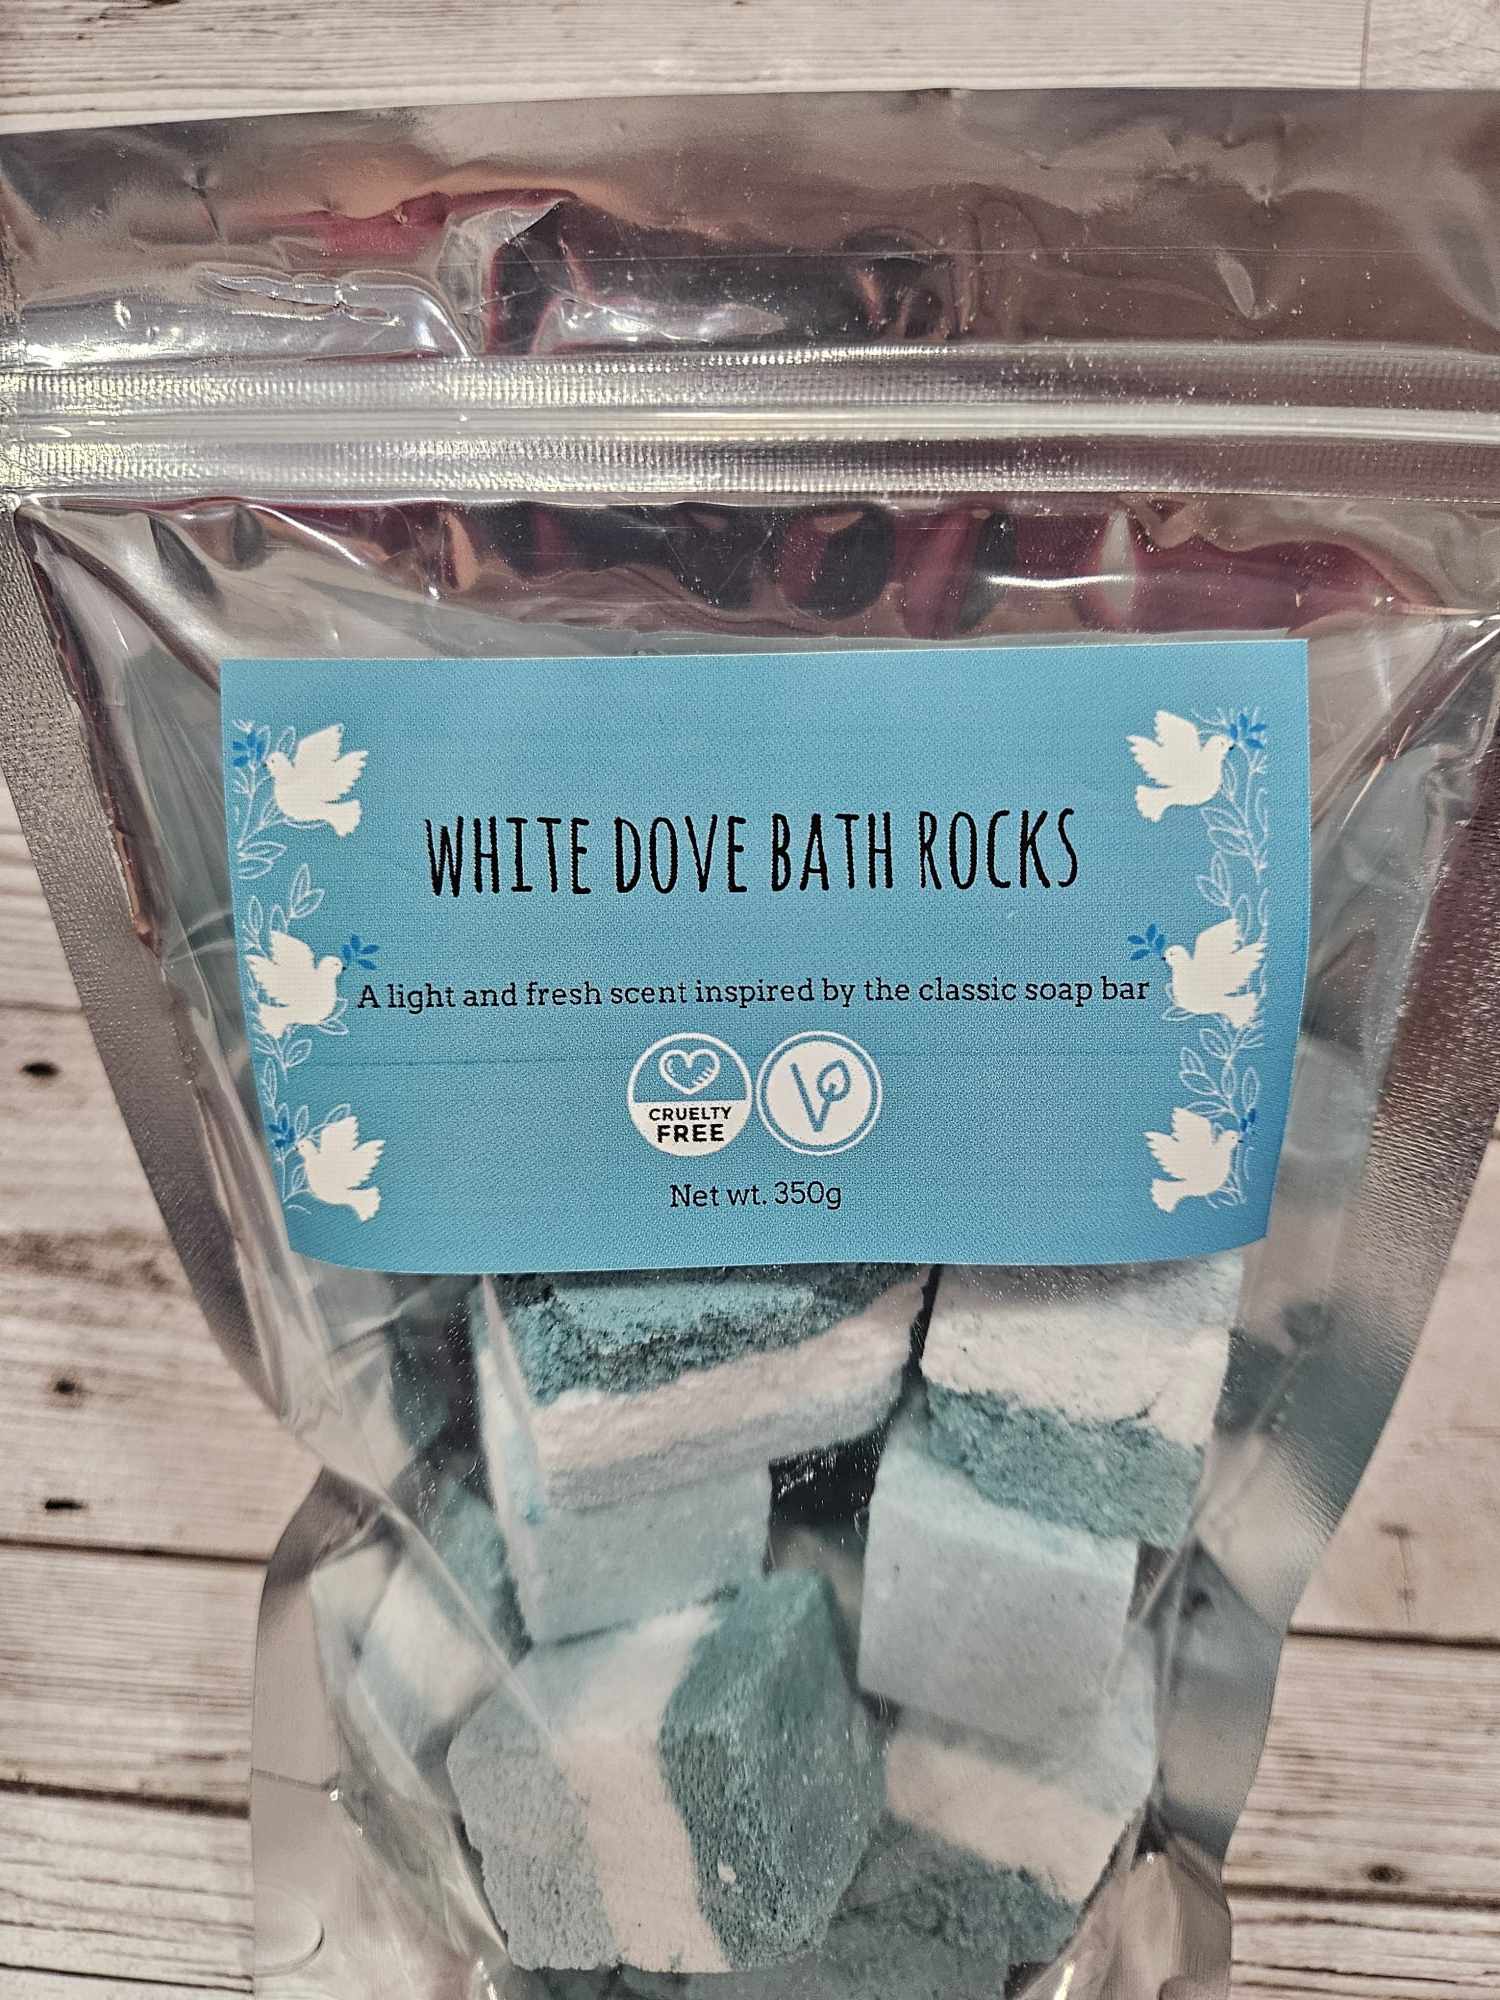 WHITE DOVE BATH ROCKS
A light and fresh scent inspired by the classic soap bar
CRUELTY
FREE
V
Net wt. 350g